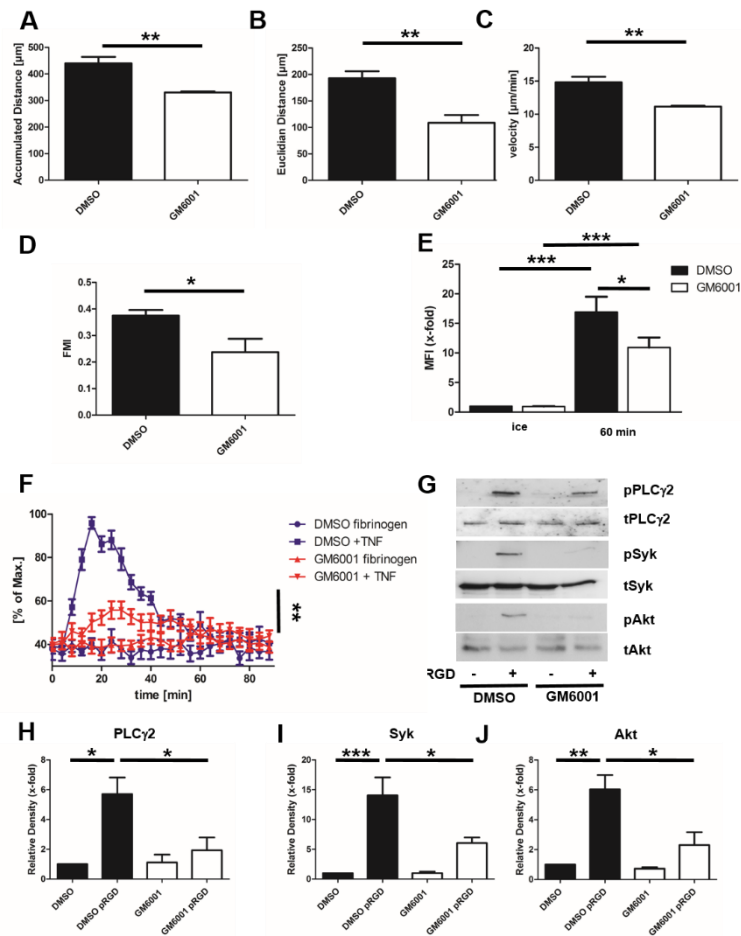 A
**
Accumulated Distance [µm]
500
400
300
200
100
0
DMSO
GM6001
B
**
Euclidian Distance [µm]
250
200
150
100
50
0
DMSO
GM6001
C
**
velocity [µm/min]
20
15
10
5
0
DMSO
GM6001
D
*
FMI
0.5
0.4
0.3
0.2
0.1
0.0
DMSO
GM6001
E
***
***
*
MFI (x-fold)
25
20
15
10
5
0
ice
60 min
DMSO
GM6001
F
[% of Max.]
100
80
60
40
0
20
40
60
80
time [min]
DMSO fibrinogen
DMSO +TNF
GM6001 fibrinogen
GM6001 + TNF
**
G
pPLCγ2
tPLCγ2
pSyk
tSyk
pAkt
tAkt
RGD - + - +
DMSO GM6001
H
PLCγ2
* *
Relative Density (x-fold)
8
6
4
2
0
DMSO
DMSO pRGD
GM6001
GM6001 pRGD
I
Syk
*** *
Relative Density (x-fold)
20
15
10
5
0
DMSO
DMSO pRGD
GM6001
GM6001 pRGD
J
Akt
** *
Relative Density (x-fold)
8
6
4
2
0
DMSO
DMSO pRGD
GM6001
GM6001 pRGD